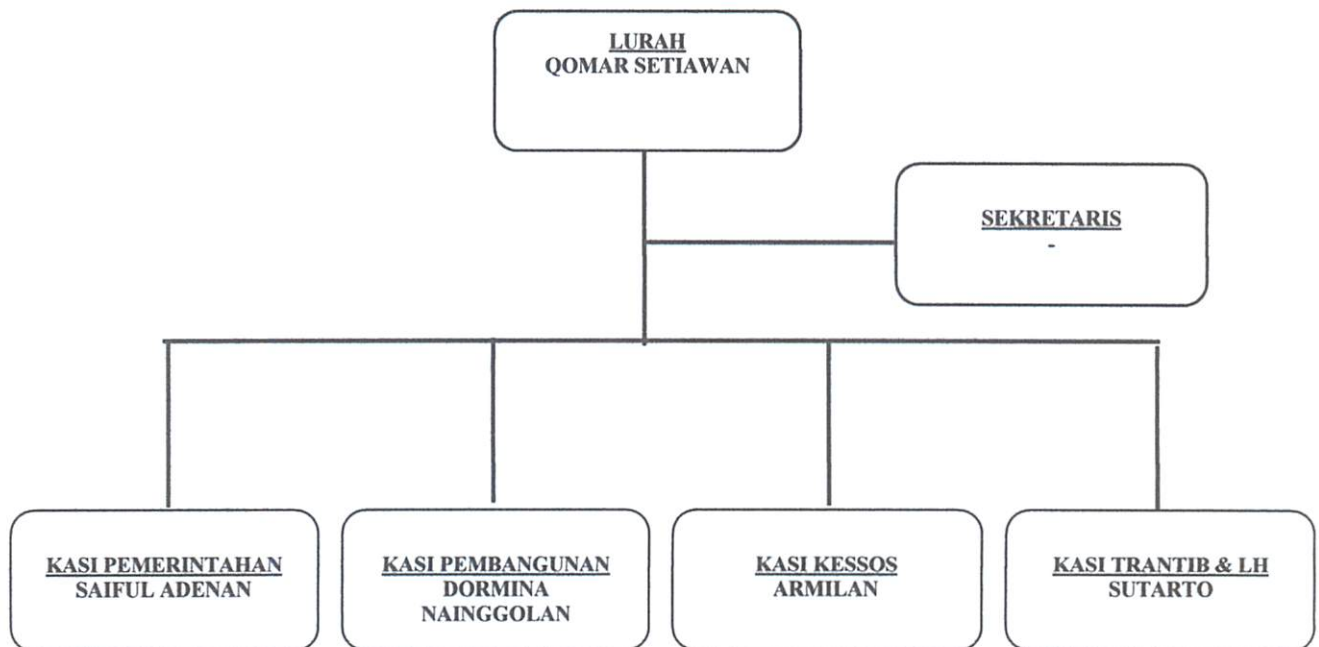 LURAH
QOMAR SETIAWAN
SEKRETARIS
-
KASI PEMERINTAHAN
SAIFUL ADENAN
KASI PEMBANGUNAN
DORMINA
NAINGGOLAN
KASI KESSOS
ARMILAN
KASI TRANTIB & LH
SUTARTO